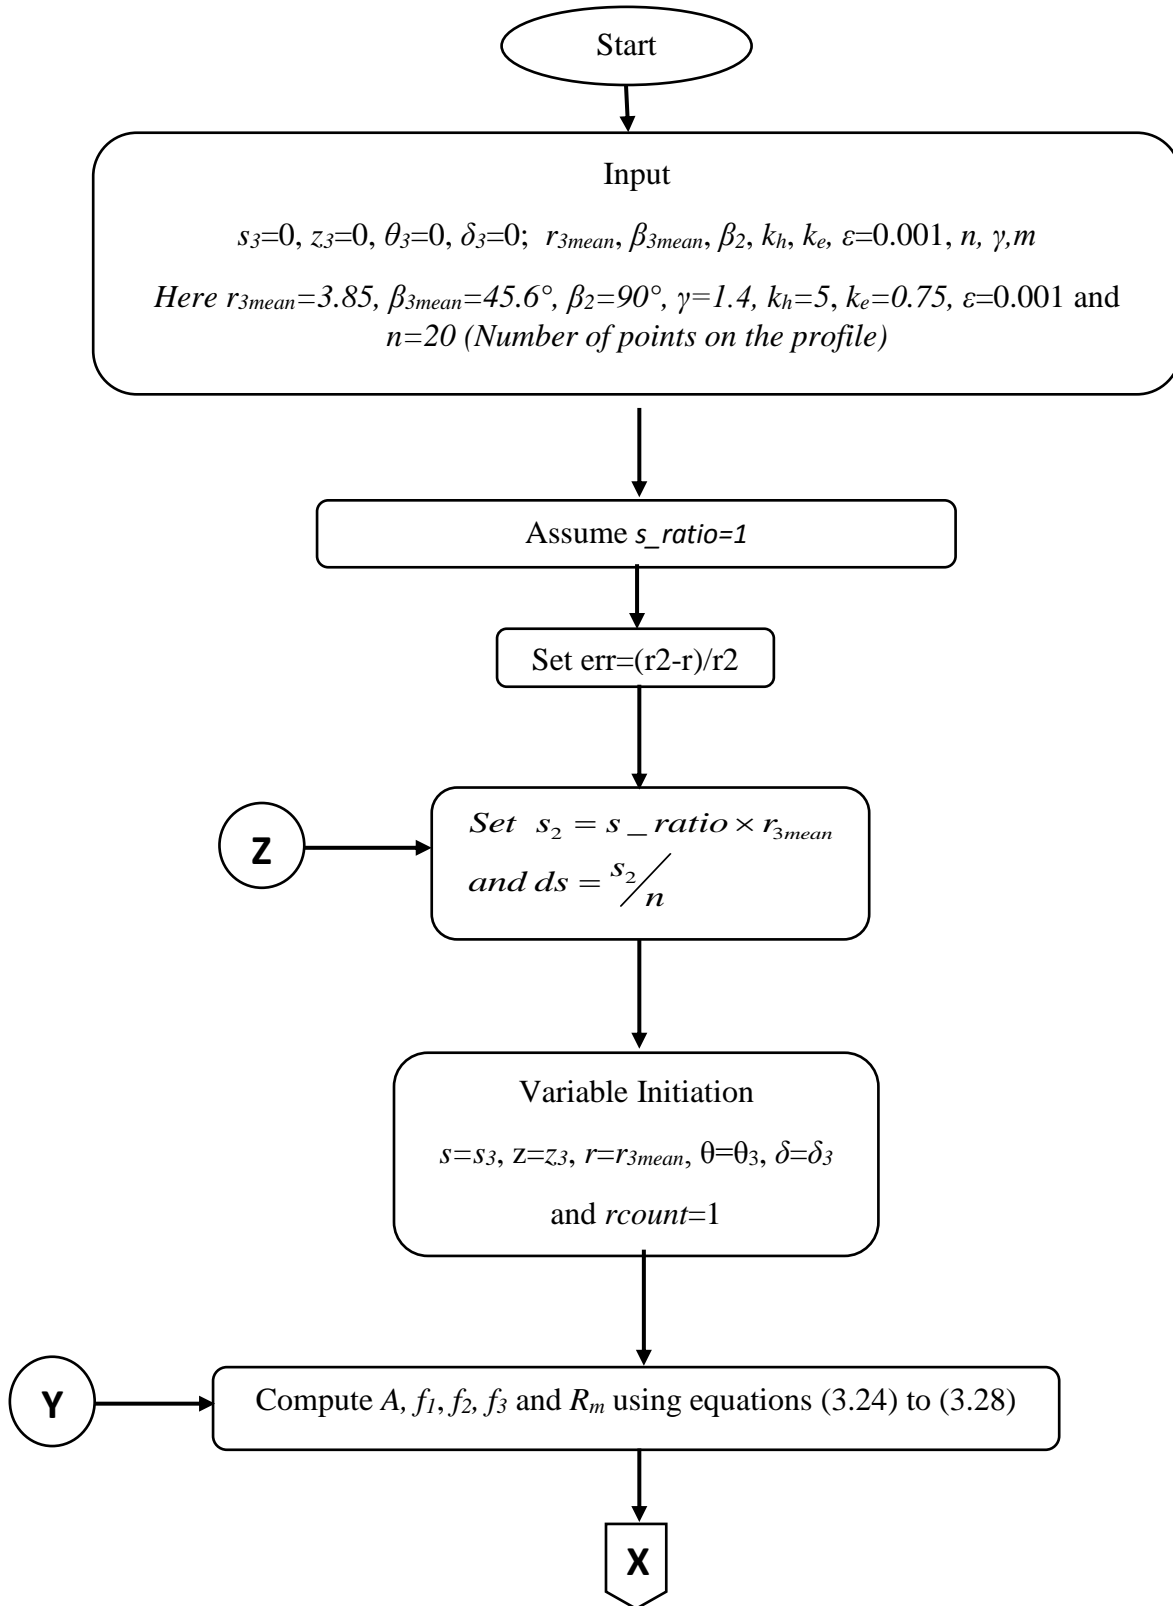 Start
Input
s₃=0, z₃=0, θ₃=0, δ₃=0; r₃mean, β₃mean, β₂, kₕ, kₑ, ε=0.001, n, γ,m
Here r₃mean=3.85, β₃mean=45.6°, β₂=90°, γ=1.4, kₕ=5, kₑ=0.75, ε=0.001 and
n=20 (Number of points on the profile)
Assume s_ratio=1
Set err=(r2-r)/r2
Z
Set s₂ = s _ ratio × r₃mean
and ds = s₂/n
Variable Initiation
s=s₃, z=z₃, r=r₃mean, θ=θ₃, δ=δ₃
and rcount=1
Y
Compute A, f₁, f₂, f₃ and Rₘ using equations (3.24) to (3.28)
X